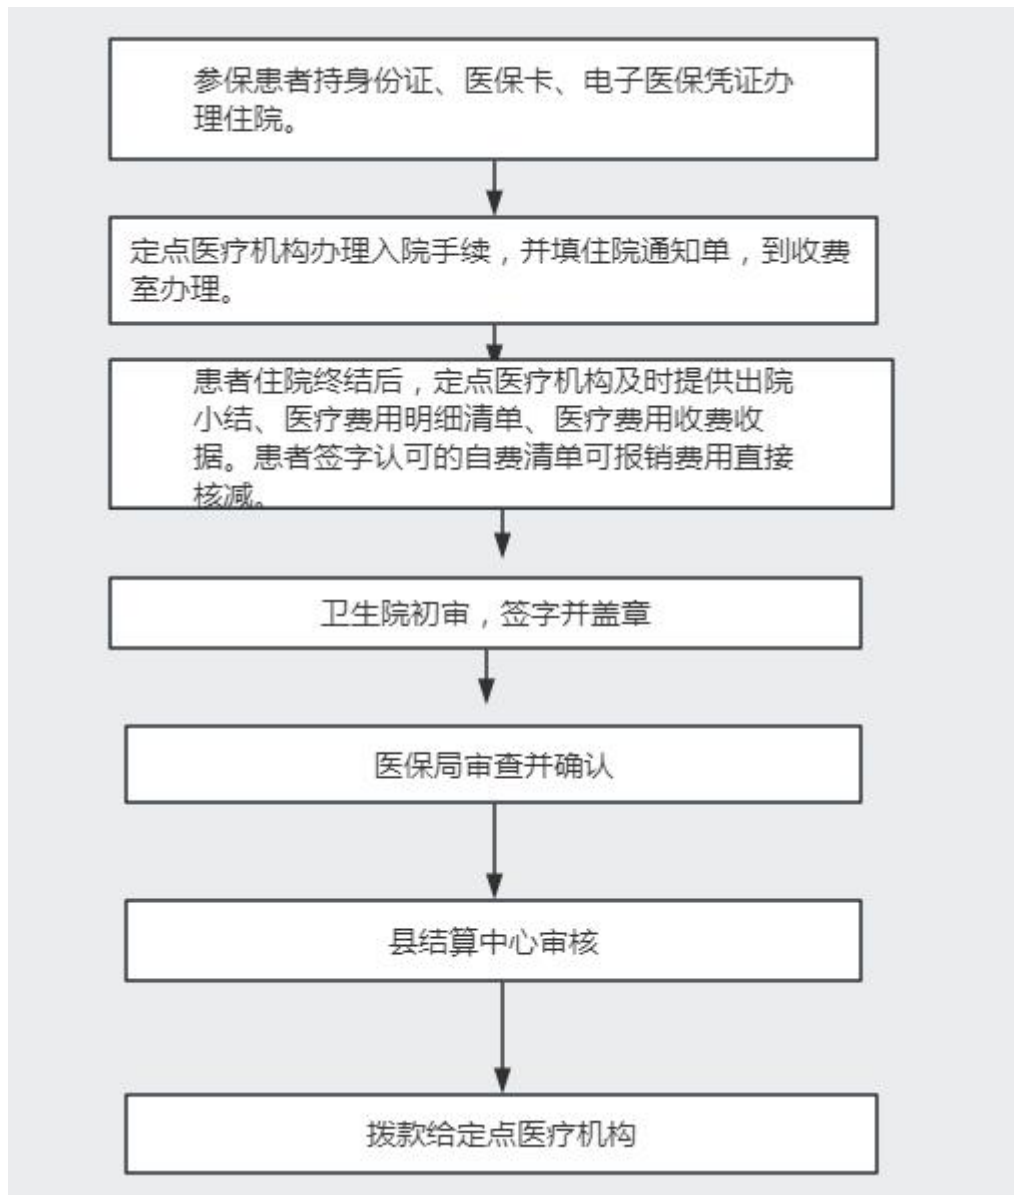 参保患者持身份证、医保卡、电子医保凭证办
理住院。
定点医疗机构办理入院手续，并填住院通知单，到收费
室办理。
患者住院终结后，定点医疗机构及时提供出院
小结、医疗费用明细清单、医疗费用收费收
据。患者签字认可的自费清单可报销费用直接
核减。
卫生院初审，签字并盖章
医保局审查并确认
县结算中心审核
拨款给定点医疗机构